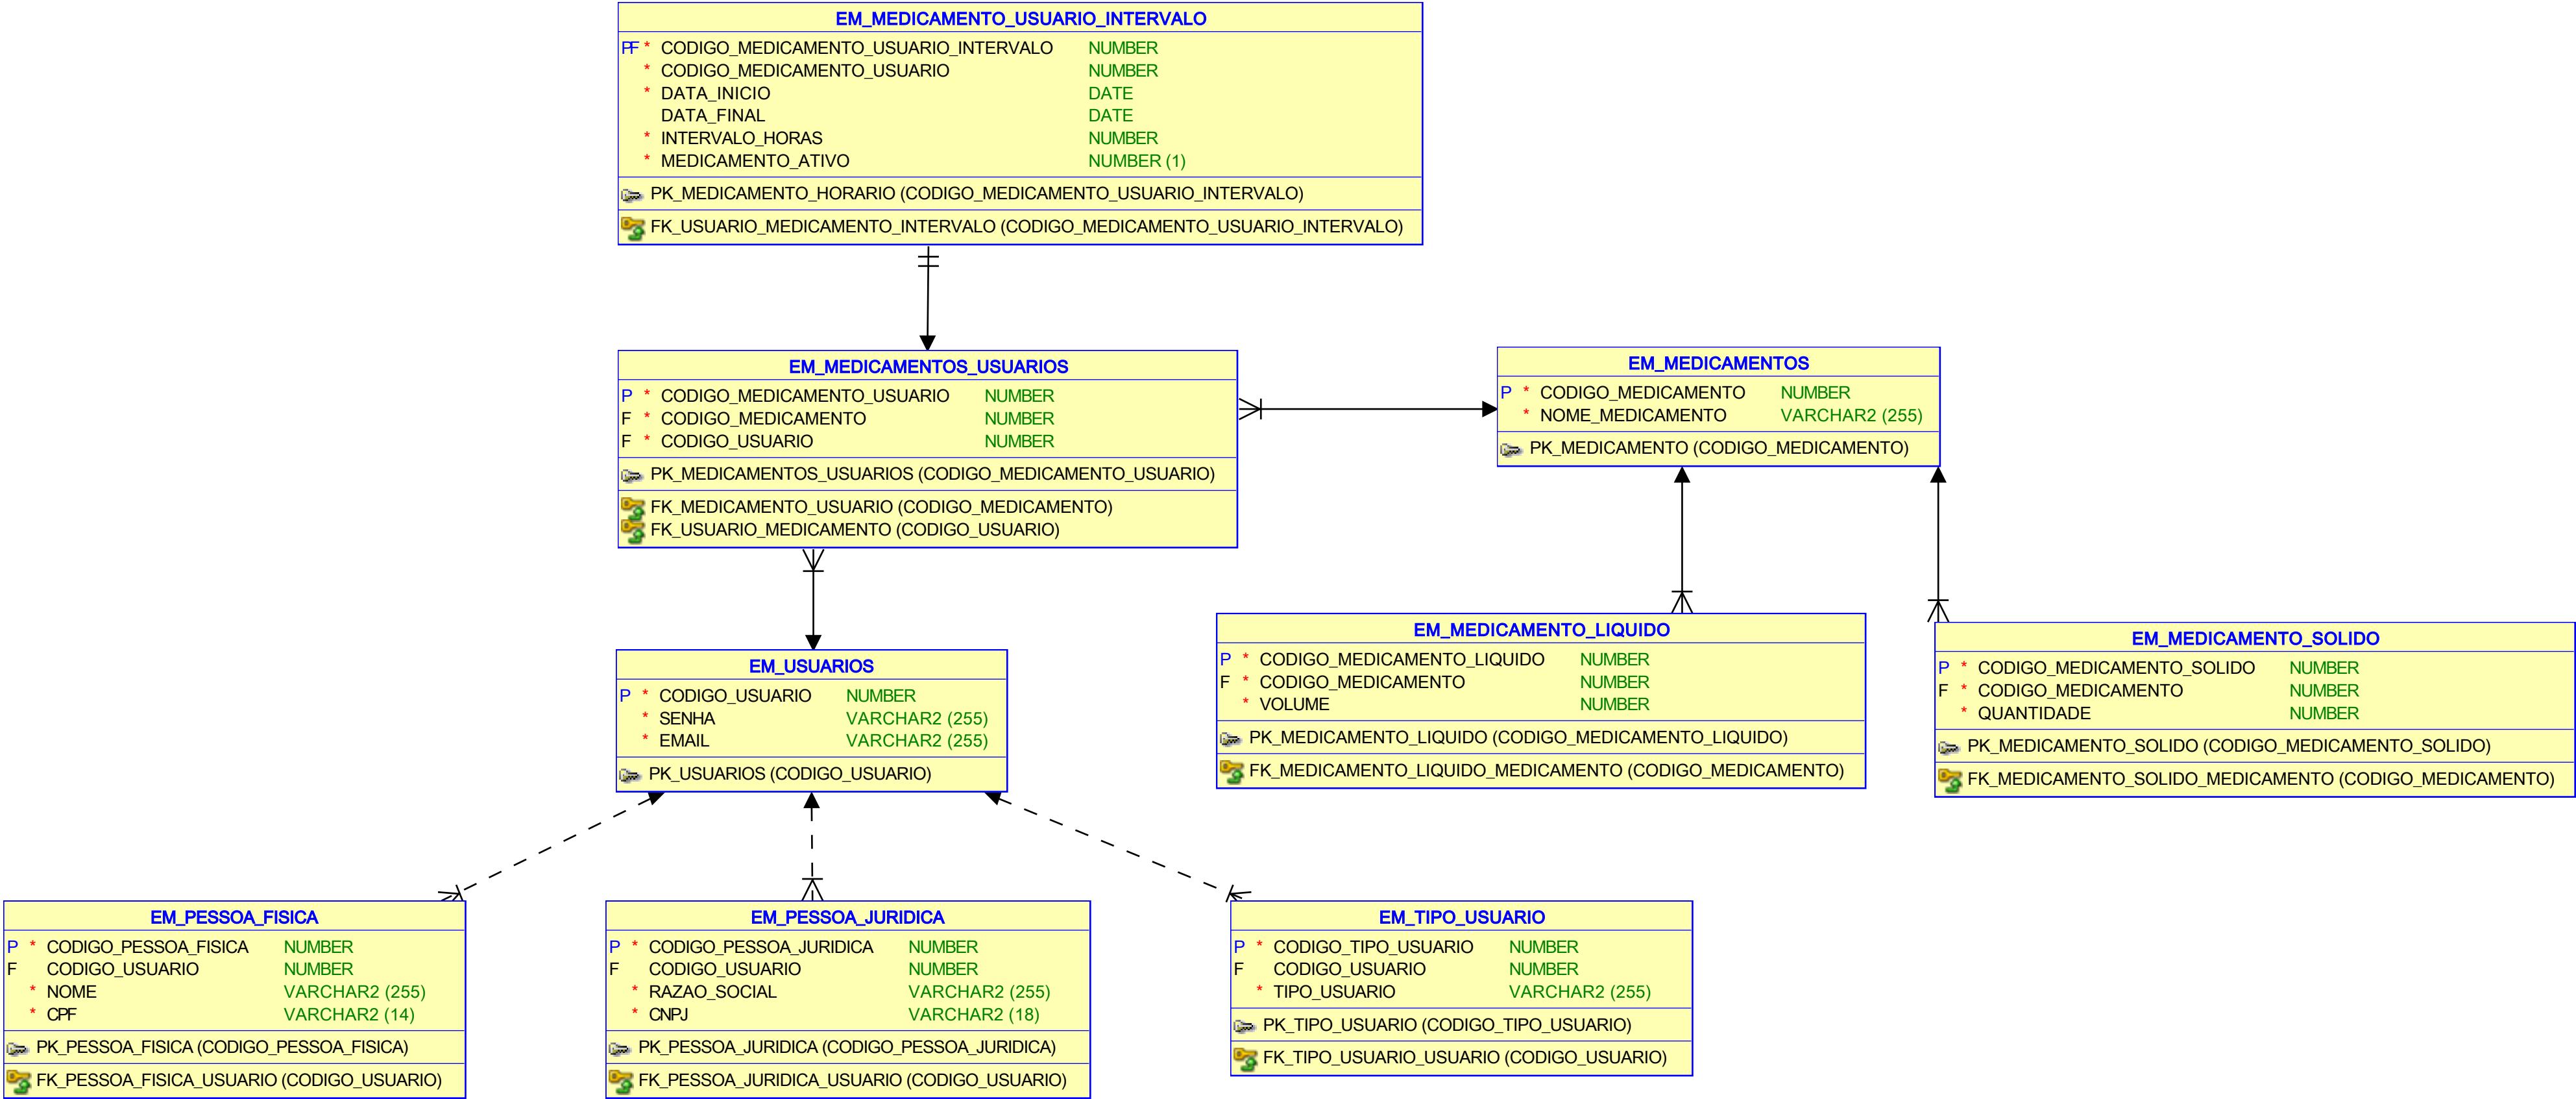 EM_MEDICAMENTO_USUARIO_INTERVALO
PF * CODIGO_MEDICAMENTO_USUARIO_INTERVALO NUMBER
* CODIGO_MEDICAMENTO_USUARIO NUMBER
* DATA_INICIO DATE
DATA_FINAL DATE
* INTERVALO_HORAS NUMBER
* MEDICAMENTO_ATIVO NUMBER (1)
PK_MEDICAMENTO_HORARIO (CODIGO_MEDICAMENTO_USUARIO_INTERVALO)
FK_USUARIO_MEDICAMENTO_INTERVALO (CODIGO_MEDICAMENTO_USUARIO_INTERVALO)
EM_MEDICAMENTOS_USUARIOS
P * CODIGO_MEDICAMENTO_USUARIO NUMBER
F * CODIGO_MEDICAMENTO NUMBER
F * CODIGO_USUARIO NUMBER
PK_MEDICAMENTOS_USUARIOS (CODIGO_MEDICAMENTO_USUARIO)
FK_MEDICAMENTO_USUARIO (CODIGO_MEDICAMENTO)
FK_USUARIO_MEDICAMENTO (CODIGO_USUARIO)
EM_MEDICAMENTOS
P * CODIGO_MEDICAMENTO NUMBER
* NOME_MEDICAMENTO VARCHAR2 (255)
PK_MEDICAMENTO (CODIGO_MEDICAMENTO)
EM_USUARIOS
P * CODIGO_USUARIO NUMBER
* SENHA VARCHAR2 (255)
* EMAIL VARCHAR2 (255)
PK_USUARIOS (CODIGO_USUARIO)
EM_MEDICAMENTO_LIQUIDO
P * CODIGO_MEDICAMENTO_LIQUIDO NUMBER
F * CODIGO_MEDICAMENTO NUMBER
* VOLUME NUMBER
PK_MEDICAMENTO_LIQUIDO (CODIGO_MEDICAMENTO_LIQUIDO)
FK_MEDICAMENTO_LIQUIDO_MEDICAMENTO (CODIGO_MEDICAMENTO)
EM_MEDICAMENTO_SOLIDO
P * CODIGO_MEDICAMENTO_SOLIDO NUMBER
F * CODIGO_MEDICAMENTO NUMBER
* QUANTIDADE NUMBER
PK_MEDICAMENTO_SOLIDO (CODIGO_MEDICAMENTO_SOLIDO)
FK_MEDICAMENTO_SOLIDO_MEDICAMENTO (CODIGO_MEDICAMENTO)
EM_PESSOA_FISICA
P * CODIGO_PESSOA_FISICA NUMBER
F CODIGO_USUARIO NUMBER
* NOME VARCHAR2 (255)
* CPF VARCHAR2 (14)
PK_PESSOA_FISICA (CODIGO_PESSOA_FISICA)
FK_PESSOA_FISICA_USUARIO (CODIGO_USUARIO)
EM_PESSOA_JURIDICA
P * CODIGO_PESSOA_JURIDICA NUMBER
F CODIGO_USUARIO NUMBER
* RAZAO_SOCIAL VARCHAR2 (255)
* CNPJ VARCHAR2 (18)
PK_PESSOA_JURIDICA (CODIGO_PESSOA_JURIDICA)
FK_PESSOA_JURIDICA_USUARIO (CODIGO_USUARIO)
EM_TIPO_USUARIO
P * CODIGO_TIPO_USUARIO NUMBER
F CODIGO_USUARIO NUMBER
* TIPO_USUARIO VARCHAR2 (255)
PK_TIPO_USUARIO (CODIGO_TIPO_USUARIO)
FK_TIPO_USUARIO_USUARIO (CODIGO_USUARIO)